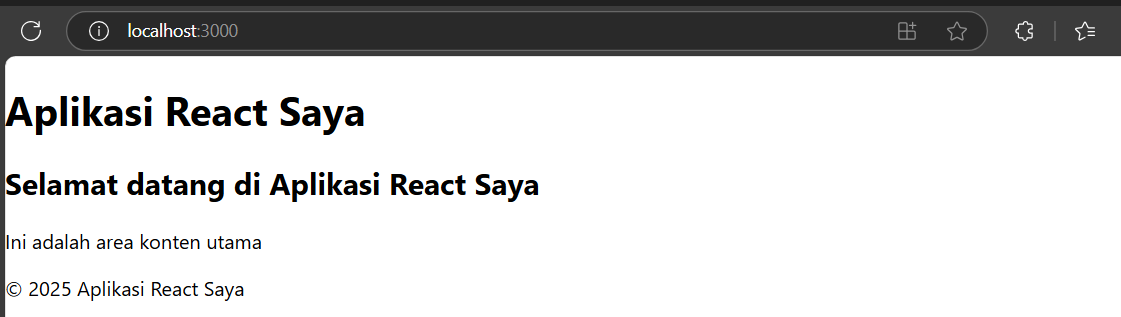 localhost:3000
Aplikasi React Saya
Selamat datang di Aplikasi React Saya
Ini adalah area konten utama
© 2025 Aplikasi React Saya